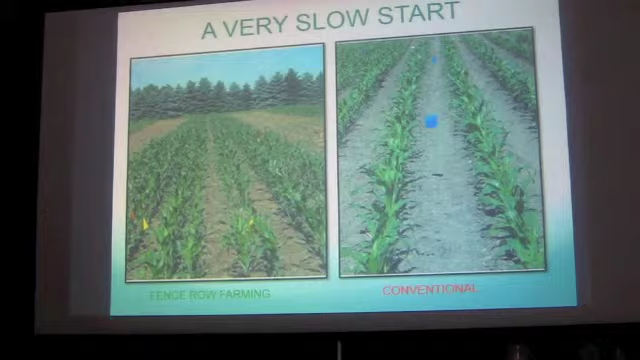 A VERY SLOW START
FENCE ROW FARMING
CONVENTIONAL